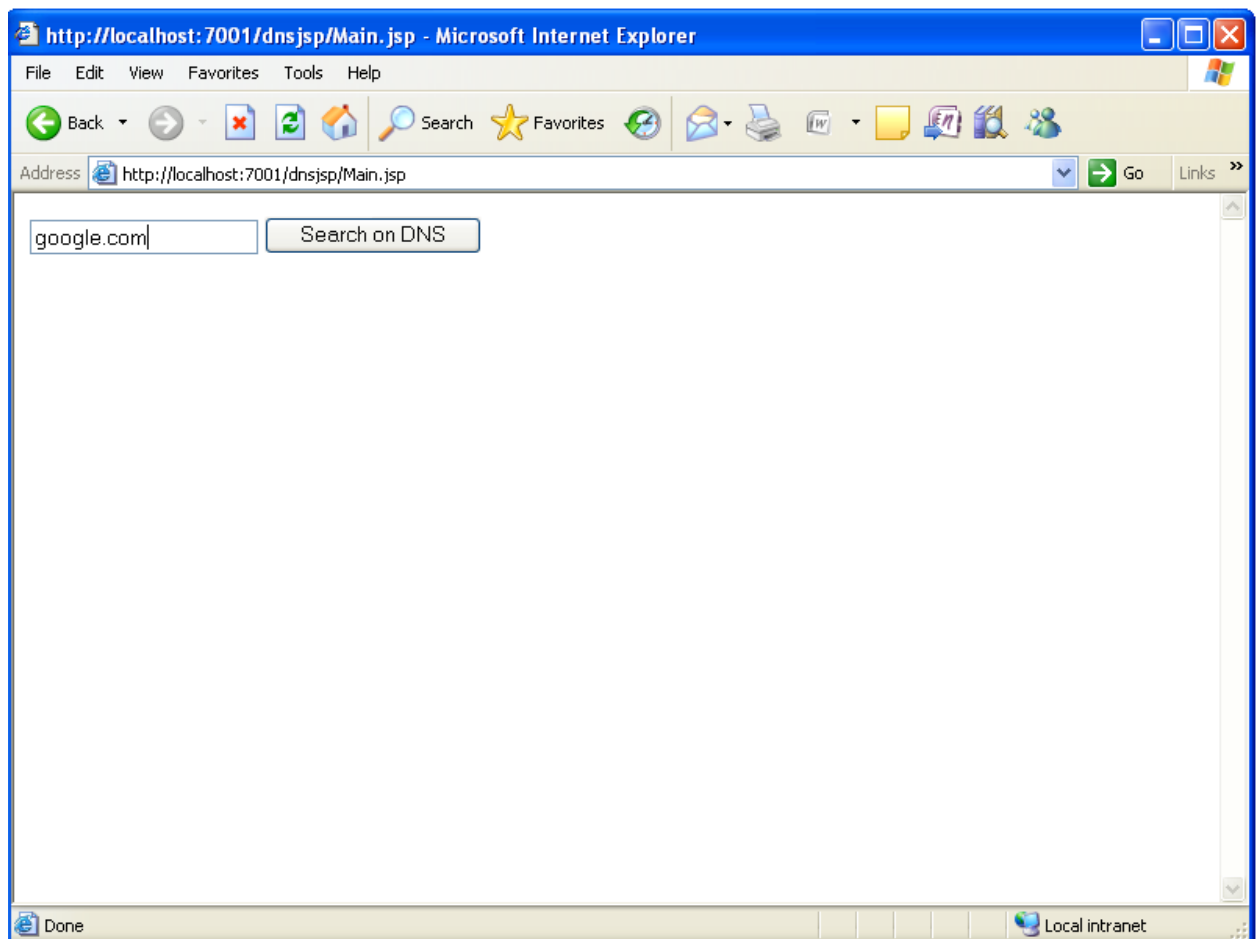 http://localhost:7001/dnsjsp/Main.jsp - Microsoft Internet Explorer
File Edit View Favorites Tools Help
Back Search Favorites
Address http://localhost:7001/dnsjsp/Main.jsp Go Links »
google.com Search on DNS
Done Local intranet